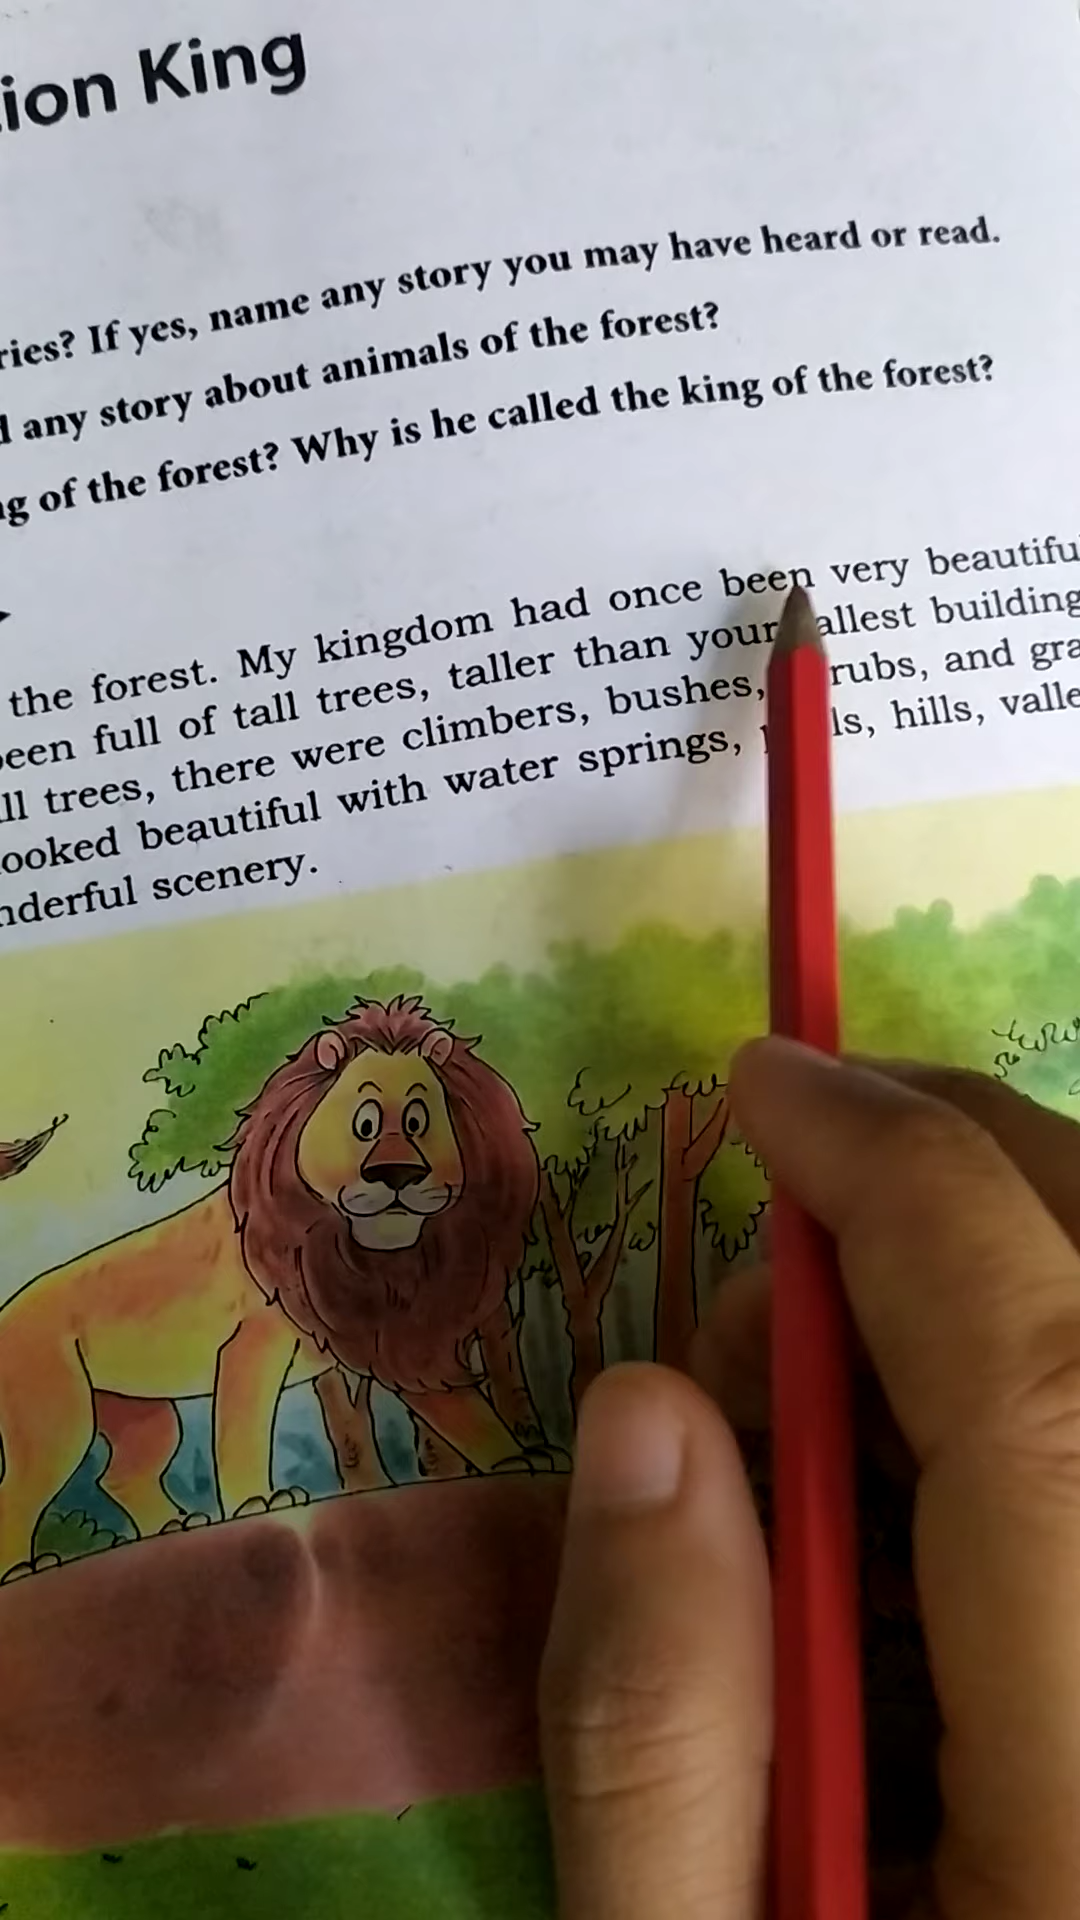 ion King
ries? If yes, name any story you may have heard or read.
any story about animals of the forest?
g of the forest? Why is he called the king of the forest?
the forest. My kingdom had once been very beautifu
een full of tall trees, taller than your allest building
ll trees, there were climbers, bushes, rubs, and gra
ooked beautiful with water springs, ls, hills, valle
nderful scenery.